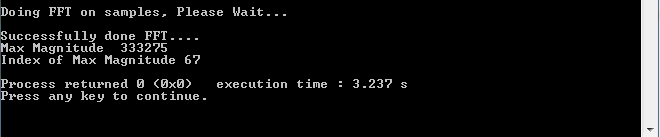 Doing FFT on samples, Please Wait...
Successfully done FFT....
Max Magnitude  333275
Index of Max Magnitude 67
Process returned 0 (0x0)   execution time : 3.237 s
Press any key to continue.